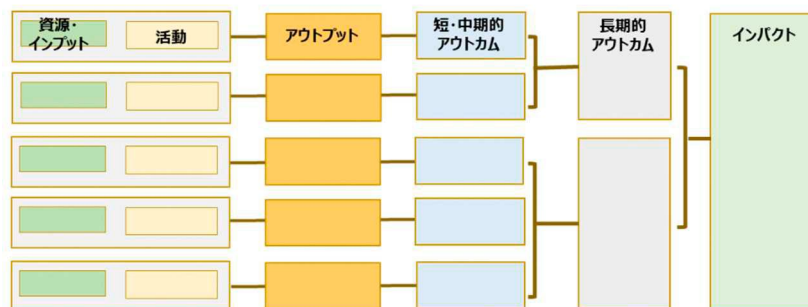 資源・
インプット
活動
アウトプット
短・中期的
アウトカム
長期的
アウトカム
インパクト